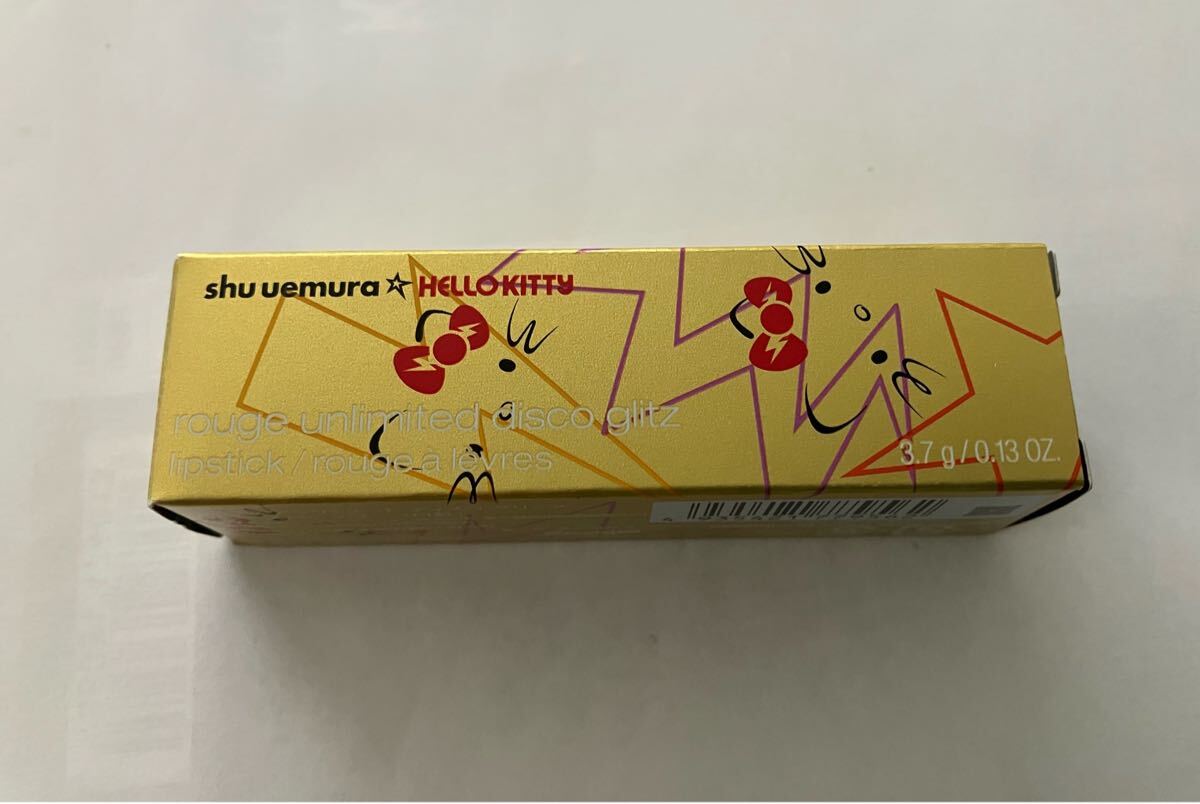 shu uemura ☆ HELLO KITTY
rouge unlimited disco glitz
lipstick / rouge à lèvres
3.7 g / 0.13 OZ.